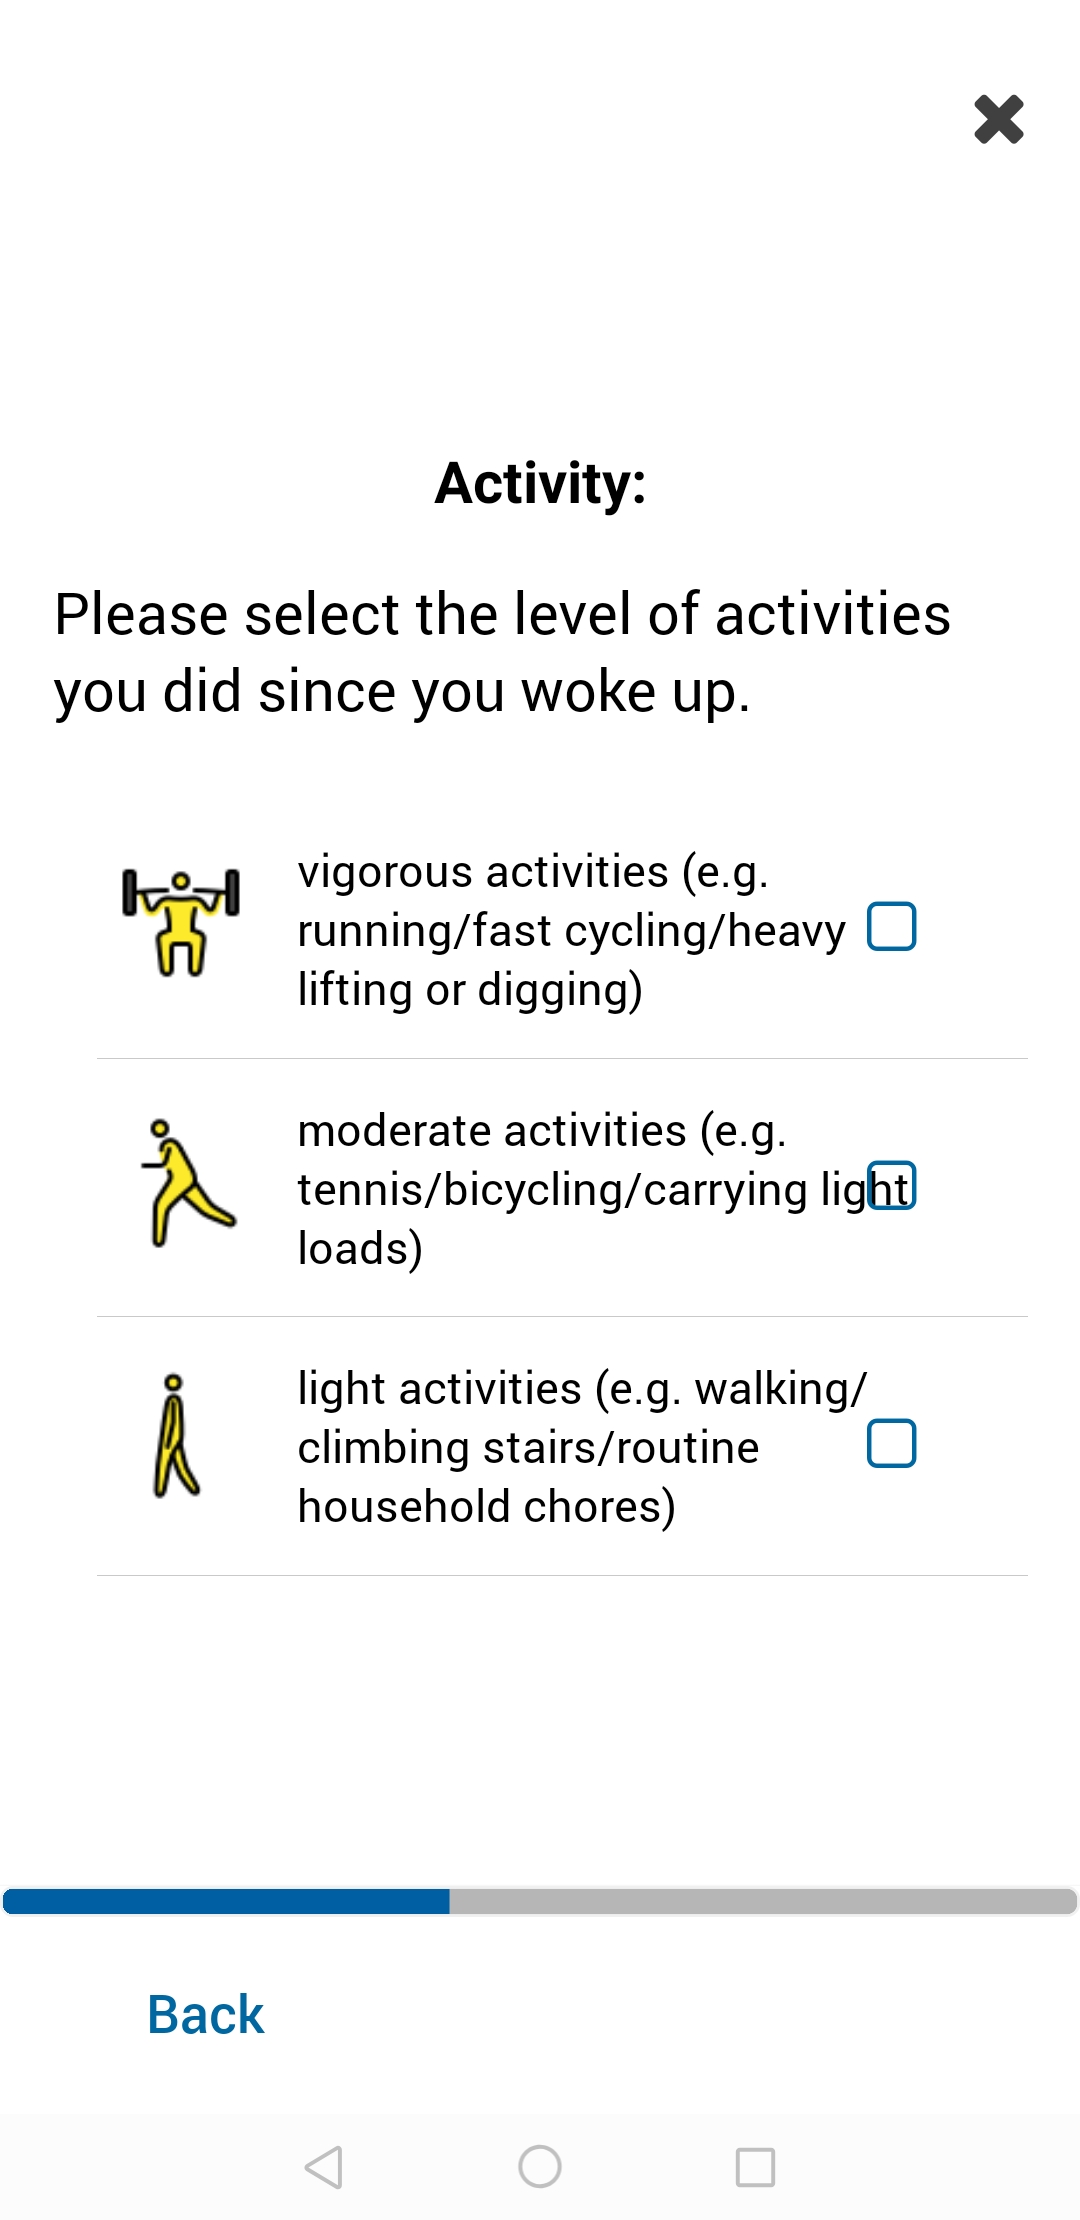 Activity:
Please select the level of activities
you did since you woke up.
vigorous activities (e.g.
running/fast cycling/heavy
lifting or digging)
moderate activities (e.g.
tennis/bicycling/carrying light
loads)
light activities (e.g. walking/
climbing stairs/routine
household chores)
Back